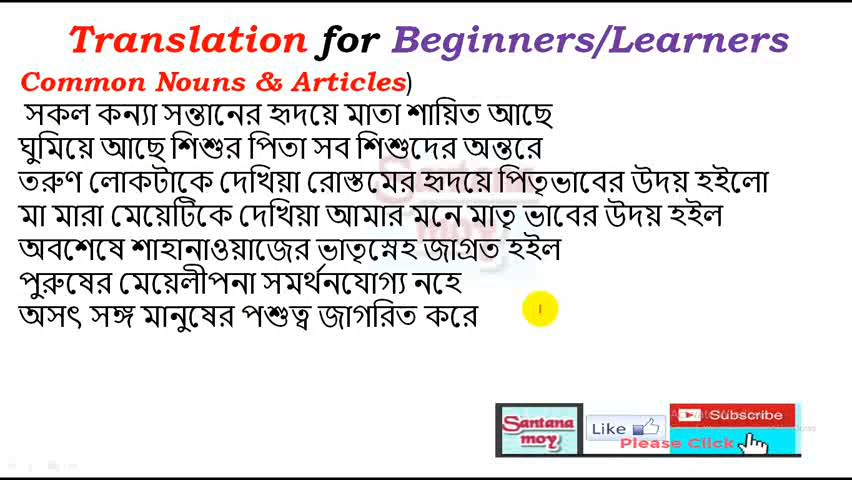 Translation for Beginners/Learners
Common Nouns & Articles)
সকল কন্যা সন্তানের হৃদয়ে মাতা শায়িত আছে
ঘুমিয়ে আছে শিশুর পিতা সব শিশুদের অন্তরে
তরুণ লোকটাকে দেখিয়া রোস্তমের হৃদয়ে পিতৃভাবের উদয় হইলো
মা মারা মেয়েটিকে দেখিয়া আমার মনে মাতৃ ভাবের উদয় হইল
অবশেষে শাহানাওয়াজের ভাতৃস্নেহ জাগ্রত হইল
পুরুষের মেয়েলীপনা সমর্থনযোগ্য নহে
অসৎ সঙ্গ মানুষের পশুত্ব জাগরিত করে
Santana
moy
Santana
moy
Like
Subscribe
Please Click